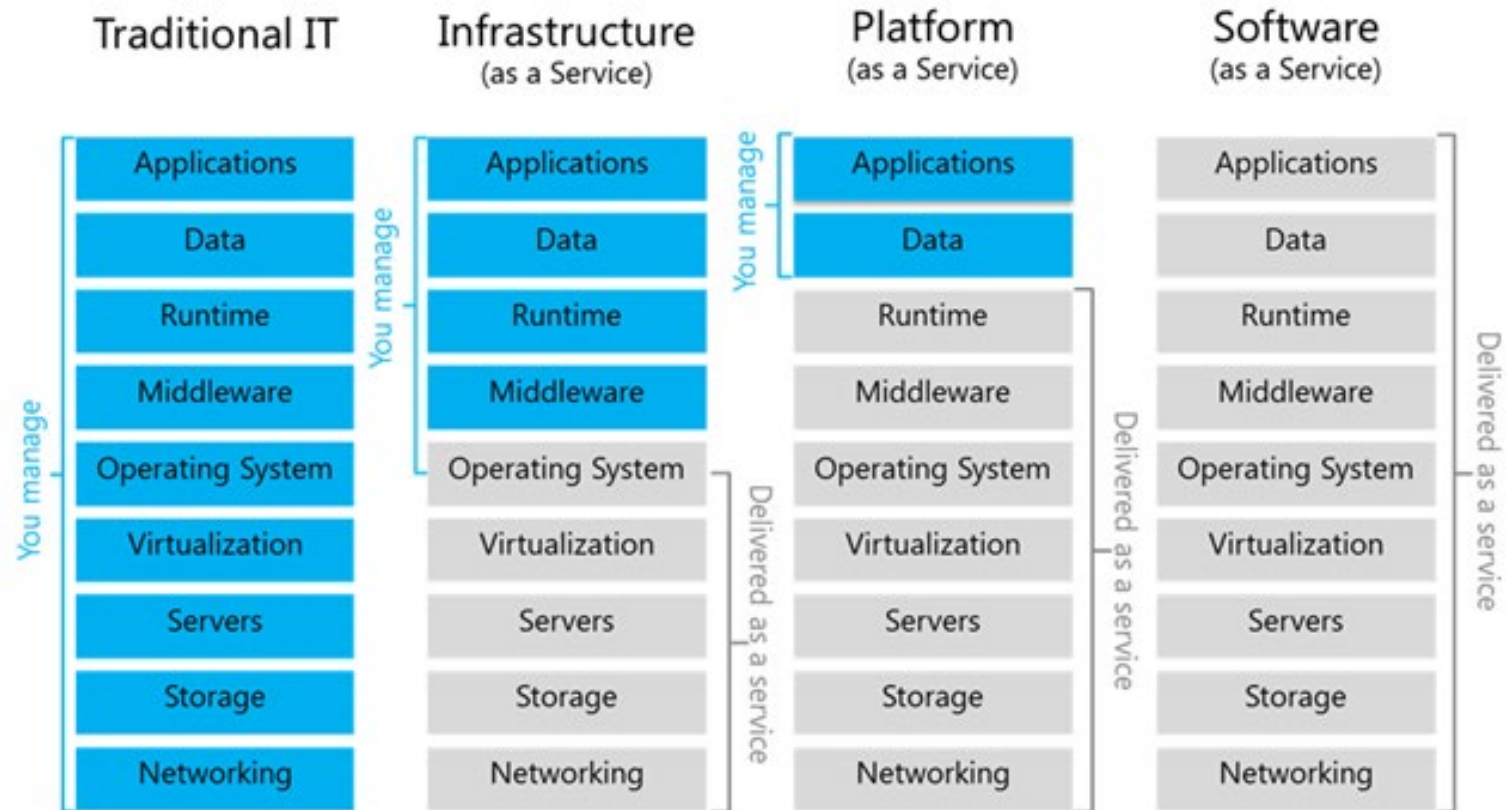 Traditional IT
Infrastructure
(as a Service)
Platform
(as a Service)
Software
(as a Service)
You manage
Applications
Data
Runtime
Middleware
Operating System
Virtualization
Servers
Storage
Networking
You manage
Applications
Data
Runtime
Middleware
Operating System
Virtualization
Servers
Storage
Networking
Delivered as a service
You manage
Applications
Data
Runtime
Middleware
Operating System
Virtualization
Servers
Storage
Networking
Delivered as a service
Applications
Data
Runtime
Middleware
Operating System
Virtualization
Servers
Storage
Networking
Delivered as a service